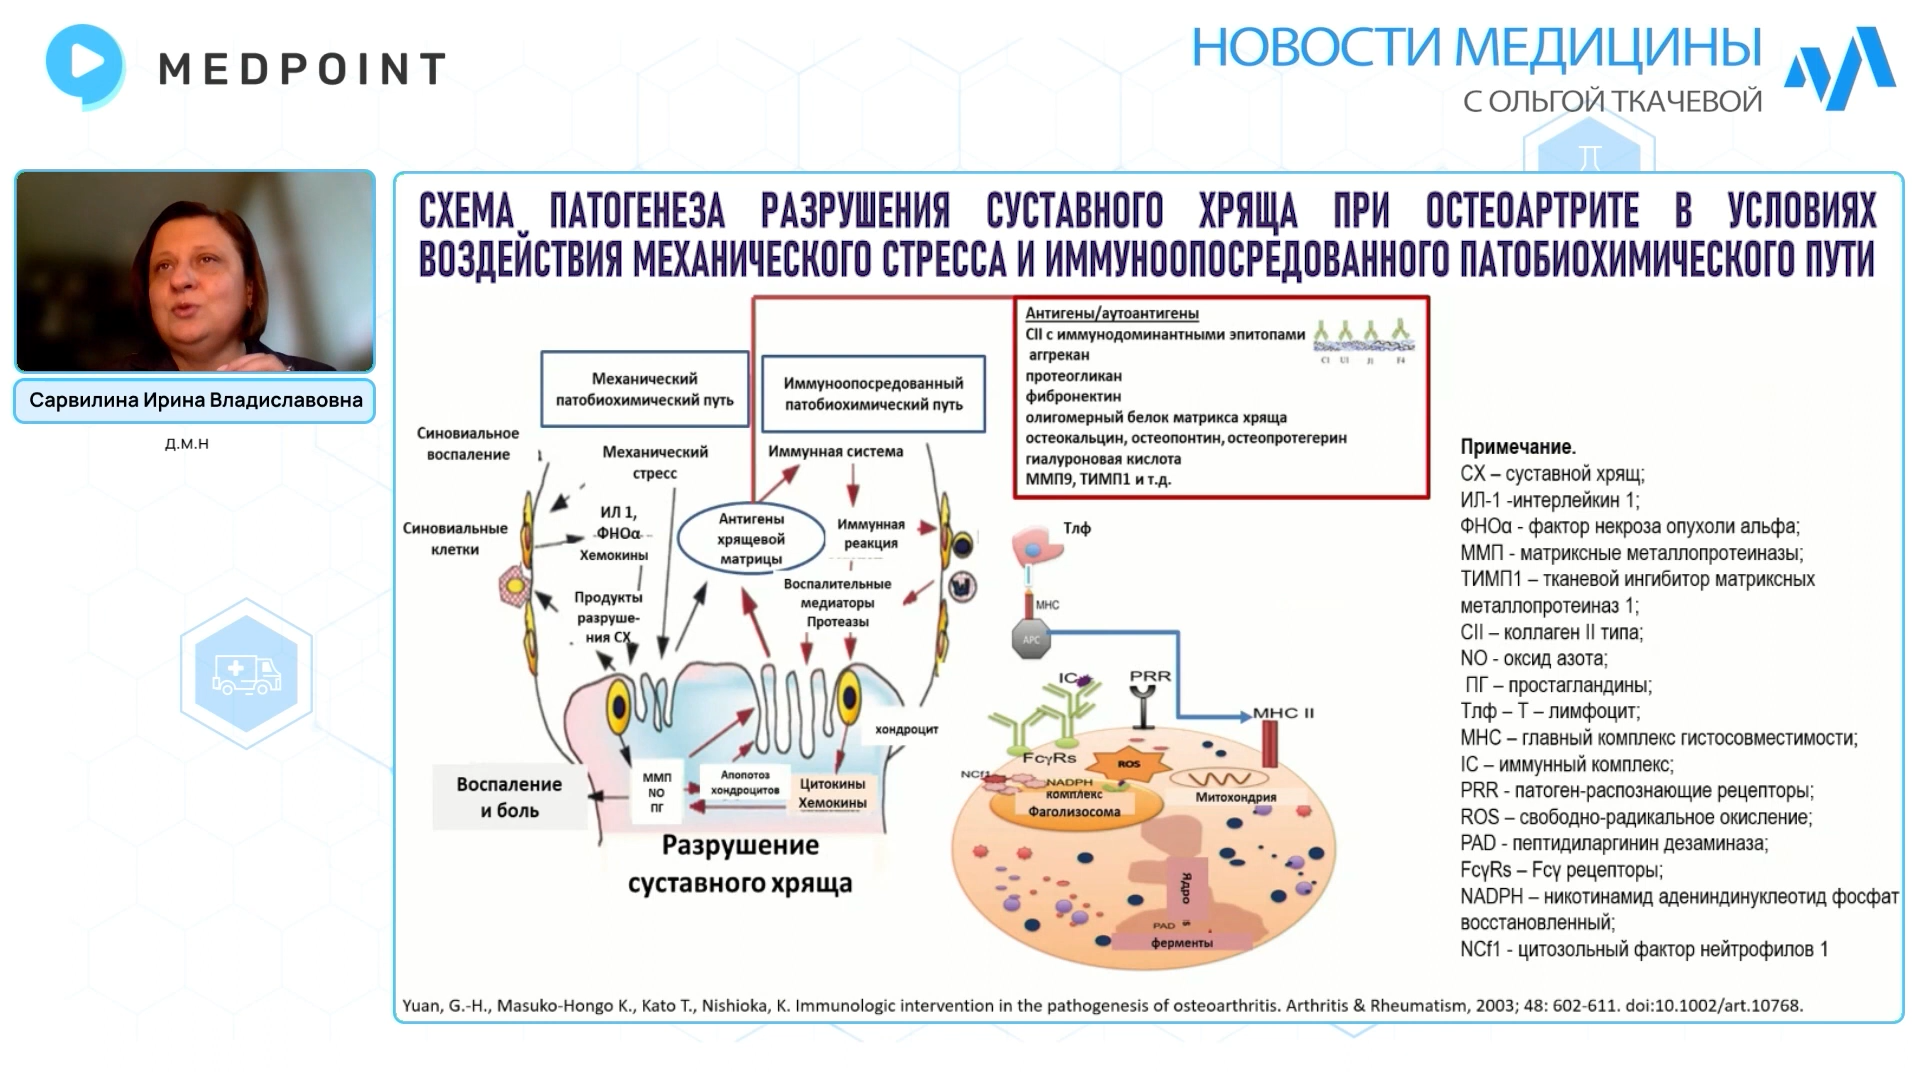 MEDPOINT
НОВОСТИ МЕДИЦИНЫ
С ОЛЬГОЙ ТКАЧЕВОЙ
Сарвилина Ирина Владиславовна
д.м.н
СХЕМА ПАТОГЕНЕЗА РАЗРУШЕНИЯ СУСТАВНОГО ХРЯЩА ПРИ ОСТЕОАРТРИТЕ В УСЛОВИЯХ
ВОЗДЕЙСТВИЯ МЕХАНИЧЕСКОГО СТРЕССА И ИММУНООПОСРЕДОВАННОГО ПАТОБИОХИМИЧЕСКОГО ПУТИ
Механический
патобиохимический путь
Иммуноопосредованный
патобиохимический путь
Синовиальное
воспаление
Механический
стресс
Иммунная система
Синовиальные
клетки
ИЛ 1,
ФНОα
Хемокины
Антигены
хрящевой
матрицы
Иммунная
реакция
Продукты
разруше-
ния СХ
Воспалительные
медиаторы
Протеазы
хондроцит
Воспаление
и боль
ММП
NO
ПГ
Апоптоз
хондроцитов
Цитокины
Хемокины
Разрушение
суставного хряща
Антигены/аутоантигены
CII с иммунодоминантными эпитопами
аггрекан
протеогликан
фибронектин
олигомерный белок матрикса хряща
остеокальцин, остеопонтин, остеопротегерин
гиалуроновая кислота
ММП9, ТИМП1 и т.д.
C1 U1 J1 F4
Тлф
MHC
APC
IC
PRR
MHC II
FcγRs
ROS
NCf1
NADPH
комплекс
Фаголизосома
Митохондрия
Ядро
PAD
ферменты
Примечание.
СХ – суставной хрящ;
ИЛ-1 -интерлейкин 1;
ФНОα - фактор некроза опухоли альфа;
ММП - матриксные металлопротеиназы;
ТИМП1 – тканевой ингибитор матриксных
металлопротеиназ 1;
CII – коллаген II типа;
NO - оксид азота;
ПГ – простагландины;
Тлф – Т – лимфоцит;
MHC – главный комплекс гистосовместимости;
IC – иммунный комплекс;
PRR - патоген-распознающие рецепторы;
ROS – свободно-радикальное окисление;
PAD - пептидиларгинин дезаминаза;
FcγRs – Fcγ рецепторы;
NADPH – никотинамид адениндинуклеотид фосфат
восстановленный;
NCf1 - цитозольный фактор нейтрофилов 1
Yuan, G.-H., Masuko-Hongo K., Kato T., Nishioka, K. Immunologic intervention in the pathogenesis of osteoarthritis. Arthritis & Rheumatism, 2003; 48: 602-611. doi:10.1002/art.10768.